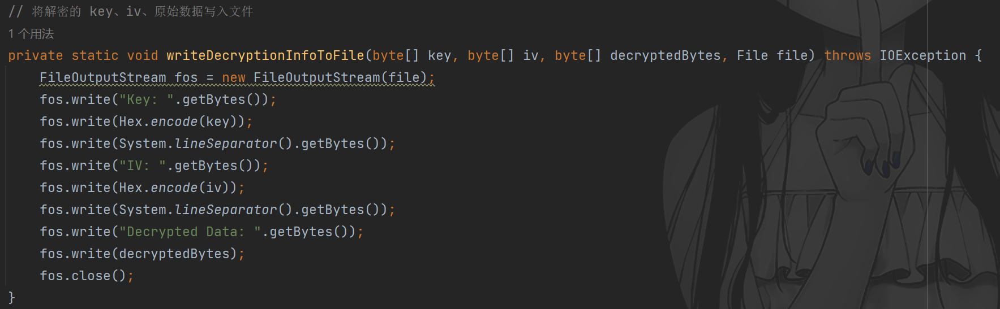 // 将解密的 key、iv、原始数据写入文件
1 个用法
private static void writeDecryptionInfoToFile(byte[] key, byte[] iv, byte[] decryptedBytes, File file) throws IOException {
    FileOutputStream fos = new FileOutputStream(file);
    fos.write("Key: ".getBytes());
    fos.write(Hex.encode(key));
    fos.write(System.lineSeparator().getBytes());
    fos.write("IV: ".getBytes());
    fos.write(Hex.encode(iv));
    fos.write(System.lineSeparator().getBytes());
    fos.write("Decrypted Data: ".getBytes());
    fos.write(decryptedBytes);
    fos.close();
}